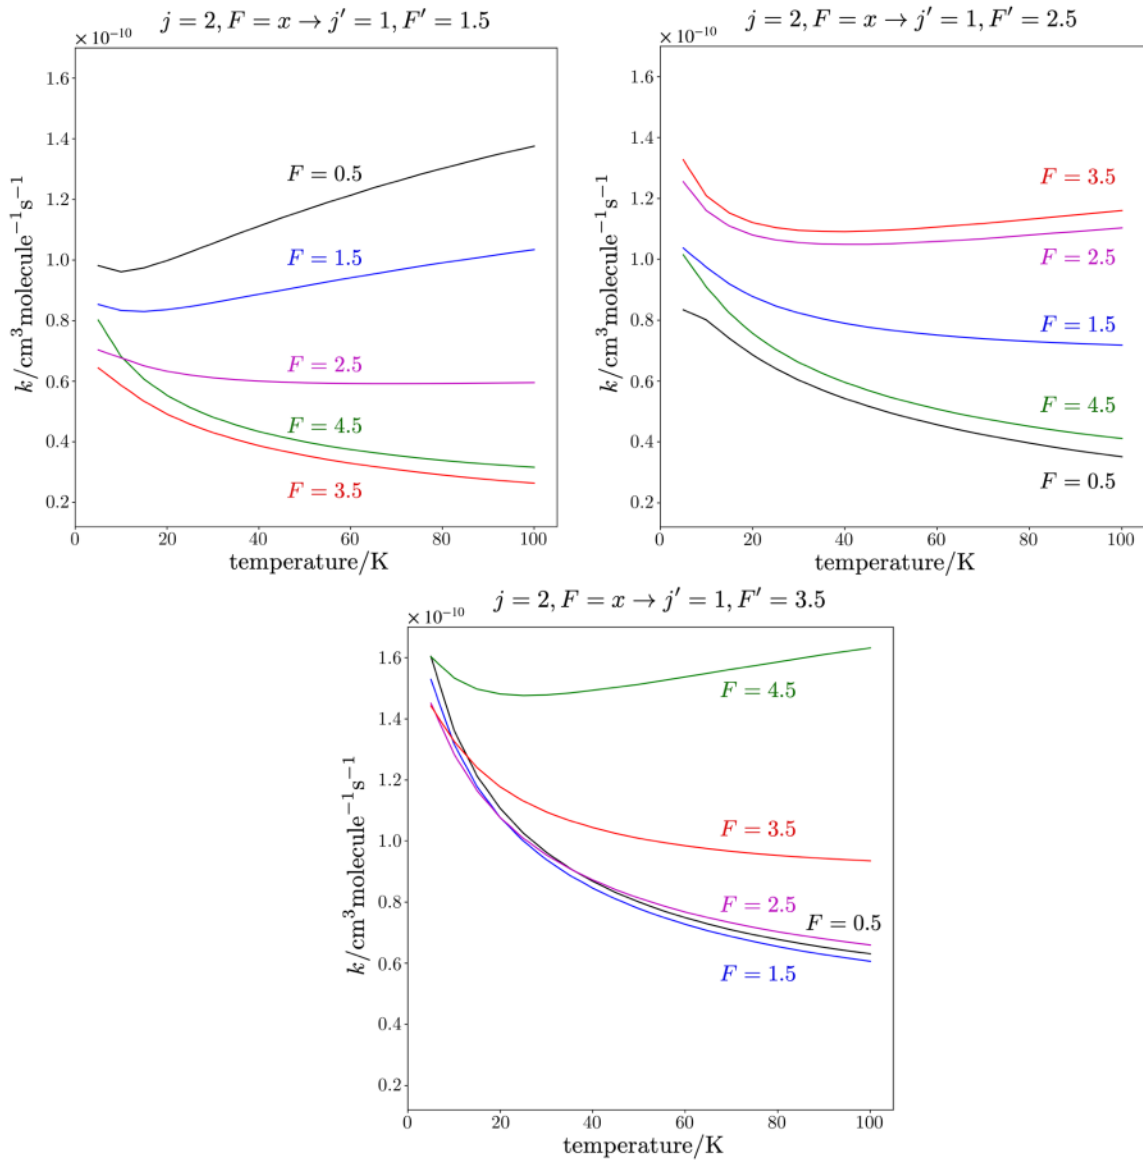 j = 2, F = x → j′ = 1, F′ = 1.5
×10⁻¹⁰
k/cm³molecule⁻¹s⁻¹
1.6
1.4
1.2
1.0
0.8
0.6
0.4
0.2
F = 0.5
F = 1.5
F = 2.5
F = 4.5
F = 3.5
0 20 40 60 80 100
temperature/K
j = 2, F = x → j′ = 1, F′ = 2.5
×10⁻¹⁰
k/cm³molecule⁻¹s⁻¹
1.6
1.4
1.2
1.0
0.8
0.6
0.4
0.2
F = 3.5
F = 2.5
F = 1.5
F = 4.5
F = 0.5
0 20 40 60 80 100
temperature/K
j = 2, F = x → j′ = 1, F′ = 3.5
×10⁻¹⁰
k/cm³molecule⁻¹s⁻¹
1.6
1.4
1.2
1.0
0.8
0.6
0.4
0.2
F = 4.5
F = 3.5
F = 2.5
F = 0.5
F = 1.5
0 20 40 60 80 100
temperature/K